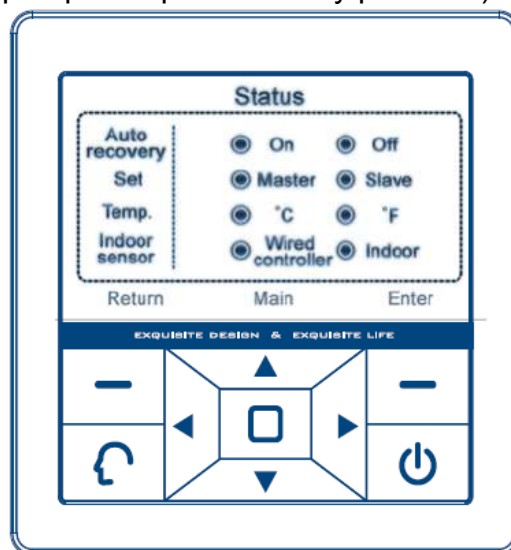 Status
Auto
recovery
On Off
Set Master Slave
Temp. °C °F
Indoor
sensor
Wired
controller
Indoor
Return Main Enter
EXQUISITE DESIGN & EXQUISITE LIFE